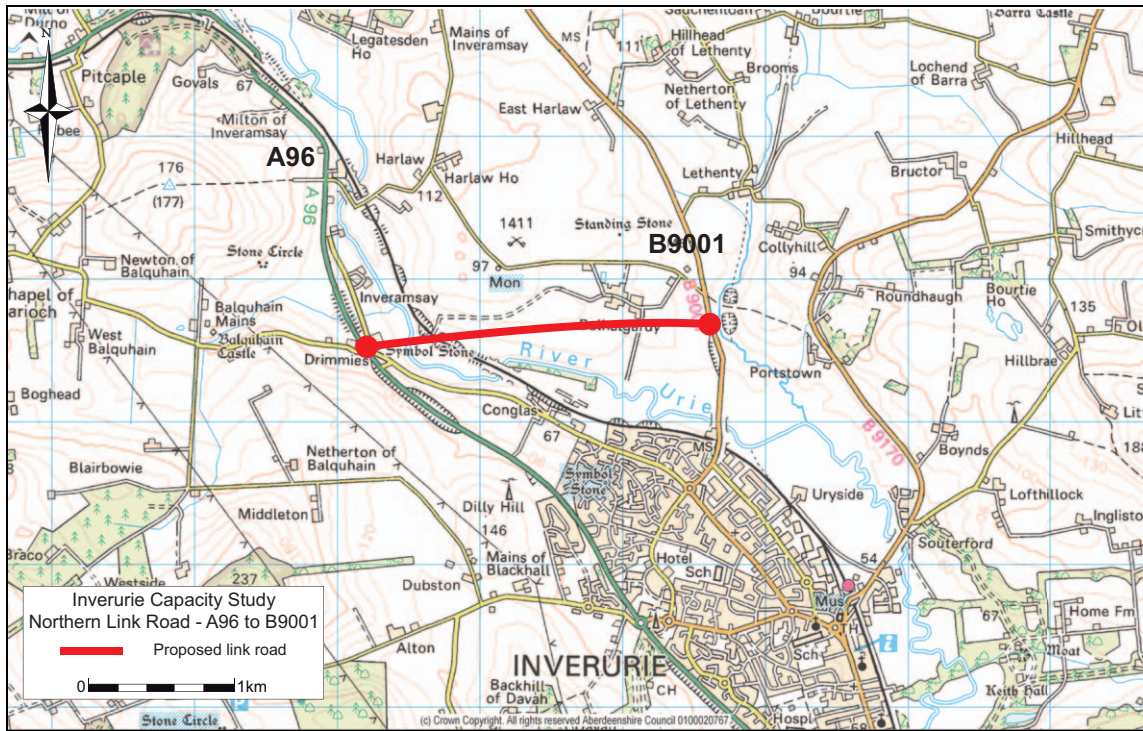 Mill of
Durno
N
Pitcaple
Govals
67
Legatesden
Ho
Mains of
Inveramsay
MS
111
Sauchentoan
Bourtie
Hillhead
of Lethenty
Brooms
Netherton
of Lethenty
Barra Castle
Lochend
of Barra
Hillhead
East Harlaw
Milton of
Inveramsay
A96
176
(177)
A 96
Harlaw
Harlaw Ho
112
1411
Lethenty
94
Bructor
Standing Stone
B9001
Collyhill
Stone Circle
Newton of
Balquhain
97
Mon
Roundhaugh
Bourtie
Ho
135
Inveramsay
Balquhain
Mains
Balquhain
Castle
West
Balquhain
Drimmies
Symbol Stone
River
Urie
Portstown
Hillbrae
Boghead
Conglas
67
B 9170
188
Blairbowie
Netherton of
Balquhain
MS
Symbol
Stone
Boynds
Middleton
Dilly Hill
146
Uryside
Lofthillock
Braco
Westside
237
Mains of
Blackhall
Hotel
Sch
54
Souterford
Dubston
Mus
TH
67
Home Fm
Moat
Inverurie Capacity Study
Northern Link Road - A96 to B9001
Proposed link road
0
1km
Alton
INVERURIE
Sch
Backhill
of Davah
CH
Keith Hall
Hospl
58
Stone Circle
P
(c) Crown Copyright. All rights reserved Aberdeenshire Council 0100020767